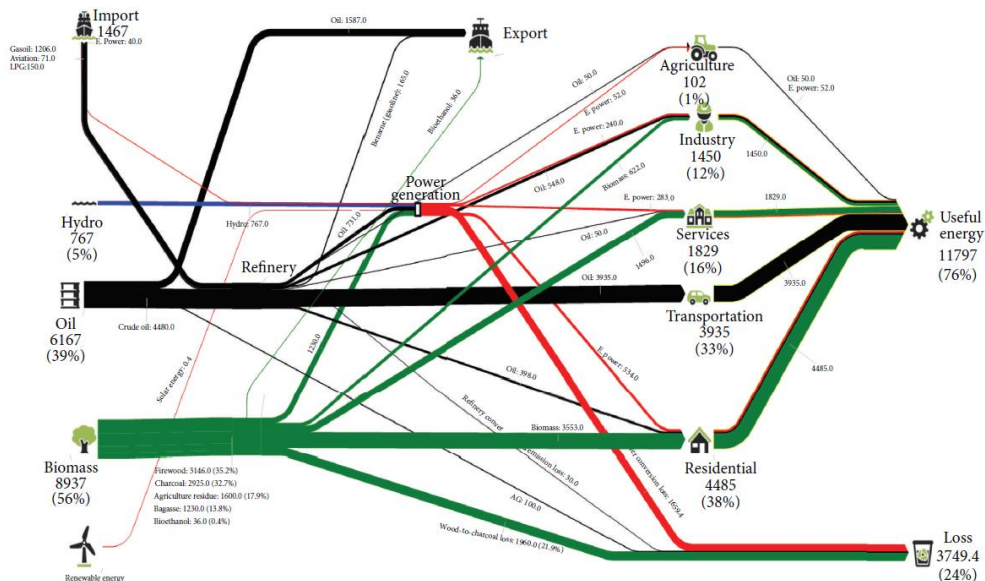 Import
1467
E. Power: 40.0
Gasoil: 1206.0
Aviation: 71.0
LPG:150.0
Oil: 1587.0
Export
Benzene (gasoline): 165.0
Bioethanol: 36.0
Oil: 50.0
E. power: 52.0
Agriculture
102
(1%)
Oil: 50.0
E. power: 52.0
E. power: 240.0
Industry
1450
(12%)
1450.0
Biomass: 622.0
Oil: 548.0
Power
generation
Hydro
767
(5%)
Hydro: 767.0
Oil: 731.0
E. power: 283.0
Services
1829
(16%)
1829.0
Oil: 50.0
1496.0
Useful
energy
11797
(76%)
Refinery
Oil: 3935.0
Transportation
3935
(33%)
3935.0
Oil
6167
(39%)
Crude oil: 4480.0
Solar energy: 0.4
1230.0
Oil: 398.0
E. power: 534.0
4485.0
Refinery
emission loss: 30.0
conversion loss: 1659.4
Biomass: 3553.0
Biomass
8937
(56%)
Firewood: 3146.0 (35.2%)
Charcoal: 2925.0 (32.7%)
Agriculture residue: 1600.0 (17.9%)
Bagasse: 1230.0 (13.8%)
Bioethanol: 36.0 (0.4%)
Residential
4485
(38%)
AG: 100.0
Wood-to-charcoal loss: 1960.0 (21.9%)
Loss
3749.4
(24%)
Renewable energy